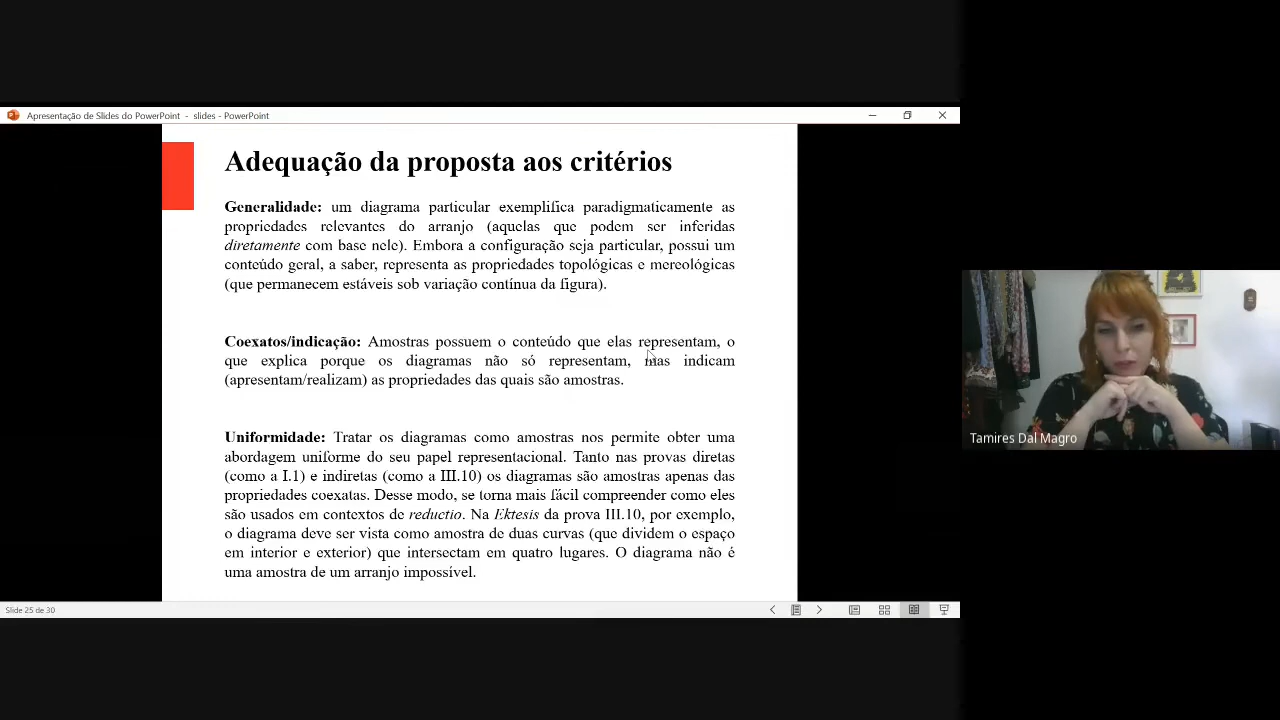 Apresentação de Slides do PowerPoint - slides - PowerPoint
Adequação da proposta aos critérios
Generalidade: um diagrama particular exemplifica paradigmaticamente as
propriedades relevantes do arranjo (aquelas que podem ser inferidas
diretamente com base nele). Embora a configuração seja particular, possui um
conteúdo geral, a saber, representa as propriedades topológicas e mereológicas
(que permanecem estáveis sob variação contínua da figura).
Coexatos/indicação: Amostras possuem o conteúdo que elas representam, o
que explica porque os diagramas não só representam, mas indicam
(apresentam/realizam) as propriedades das quais são amostras.
Uniformidade: Tratar os diagramas como amostras nos permite obter uma
abordagem uniforme do seu papel representacional. Tanto nas provas diretas
(como a I.1) e indiretas (como a III.10) os diagramas são amostras apenas das
propriedades coexatas. Desse modo, se torna mais fácil compreender como eles
são usados em contextos de reductio. Na Ektesis da prova III.10, por exemplo,
o diagrama deve ser vista como amostra de duas curvas (que dividem o espaço
em interior e exterior) que intersectam em quatro lugares. O diagrama não é
uma amostra de um arranjo impossível.
Slide 25 de 30
Tamires Dal Magro